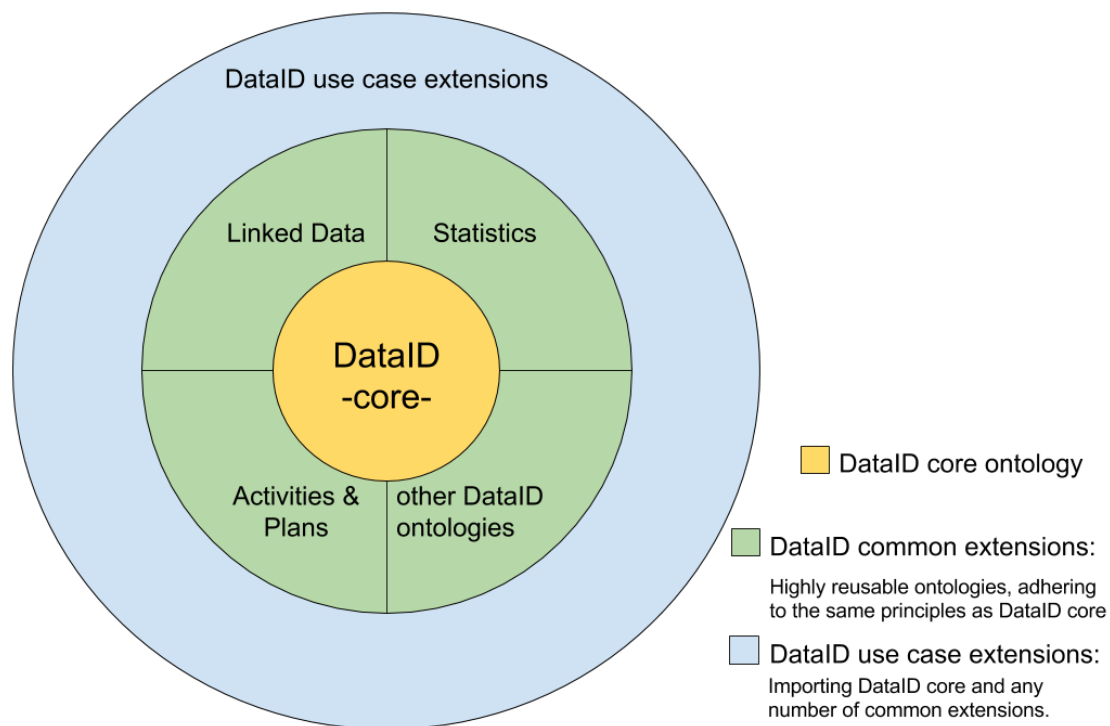 DataID use case extensions
Linked Data
Statistics
DataID
-core-
Activities &
Plans
other DataID
ontologies
DataID core ontology
DataID common extensions:
Highly reusable ontologies, adhering
to the same principles as DataID core
DataID use case extensions:
Importing DataID core and any
number of common extensions.